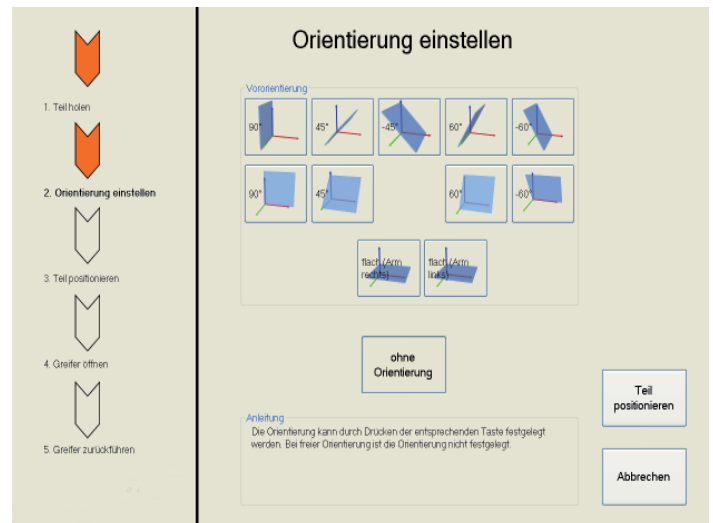 Orientierung einstellen
1. Teil holen
2. Orientierung einstellen
3. Teil positionieren
4. Greifer öffnen
5. Greifer zurückführen
Vororientierung
90° 45° -45° 60° -60°
90° 45° 60° -60°
flach (Arm
rechts)
flach (Arm
links)
ohne
Orientierung
Anleitung
Die Orientierung kann durch Drücken der entsprechenden Taste festgelegt
werden. Bei freier Orientierung ist die Orientierung nicht festgelegt.
Teil
positionieren
Abbrechen